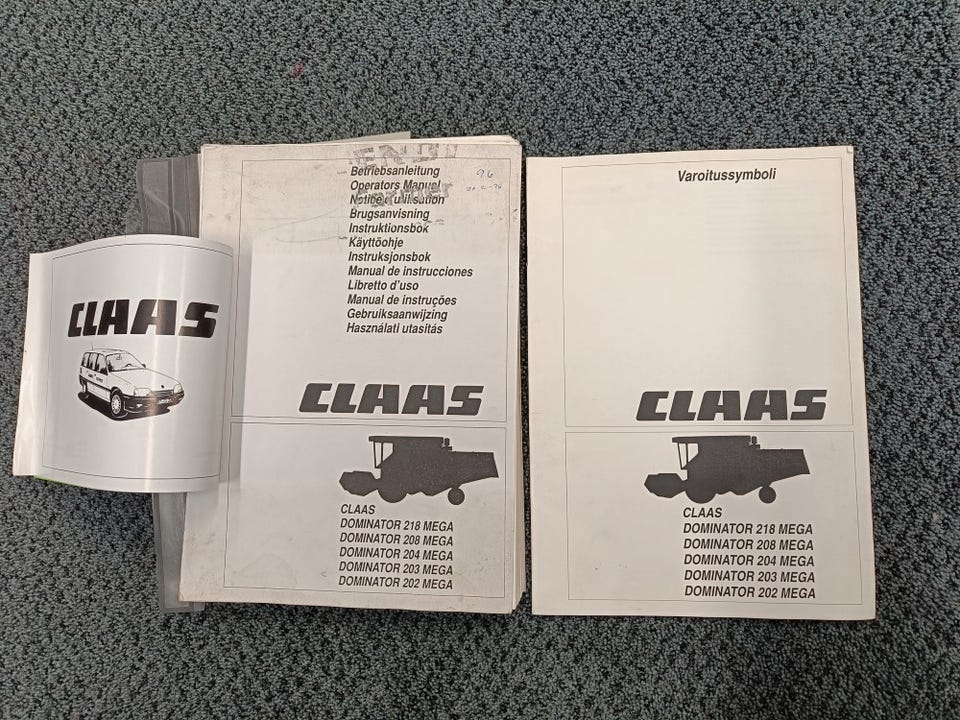 CLAAS
Betriebsanleitung
Operators Manual
Notice d'utilisation
Brugsanvisning
Instruktionsbok
Käyttöohje
Instruksjonsbok
Manual de instrucciones
Libretto d'uso
Manual de instruções
Gebruiksaanwijzing
Használati utasítás
96
CLAAS
CLAAS
DOMINATOR 218 MEGA
DOMINATOR 208 MEGA
DOMINATOR 204 MEGA
DOMINATOR 203 MEGA
DOMINATOR 202 MEGA
Varoitussymboli
CLAAS
CLAAS
DOMINATOR 218 MEGA
DOMINATOR 208 MEGA
DOMINATOR 204 MEGA
DOMINATOR 203 MEGA
DOMINATOR 202 MEGA